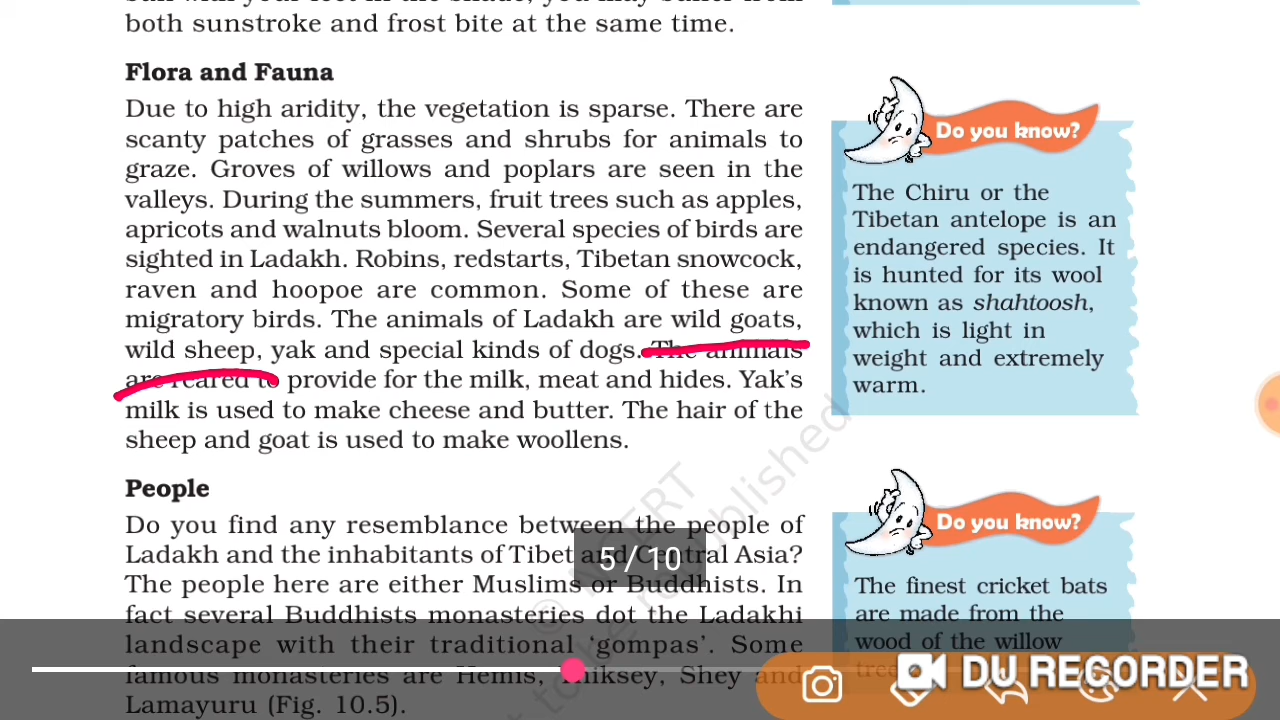 both sunstroke and frost bite at the same time.
Flora and Fauna
Due to high aridity, the vegetation is sparse. There are
scanty patches of grasses and shrubs for animals to
graze. Groves of willows and poplars are seen in the
valleys. During the summers, fruit trees such as apples,
apricots and walnuts bloom. Several species of birds are
sighted in Ladakh. Robins, redstarts, Tibetan snowcock,
raven and hoopoe are common. Some of these are
migratory birds. The animals of Ladakh are wild goats,
wild sheep, yak and special kinds of dogs. The animals
are reared to provide for the milk, meat and hides. Yak's
milk is used to make cheese and butter. The hair of the
sheep and goat is used to make woollens.
People
Do you find any resemblance between the people of
Ladakh and the inhabitants of Tibet and Central Asia?
The people here are either Muslims or Buddhists. In
fact several Buddhists monasteries dot the Ladakhi
landscape with their traditional 'gompas'. Some
famous monasteries are Hemis, Thiksey, Shey and
Lamayuru (Fig. 10.5).
Do you know?
The Chiru or the
Tibetan antelope is an
endangered species. It
is hunted for its wool
known as shahtoosh,
which is light in
weight and extremely
warm.
Do you know?
The finest cricket bats
are made from the
wood of the willow
5/10
DU RECORDER